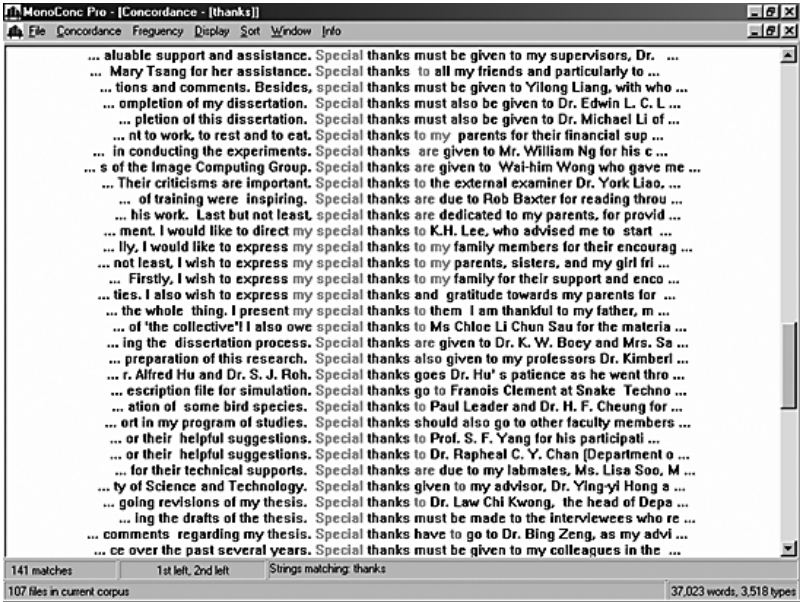 MonoConc Pro - [Concordance - [thanks]]
File Concordance Frequency Display Sort Window Info
... aluable support and assistance. Special thanks must be given to my supervisors, Dr. ...
... Mary Tsang for her assistance. Special thanks to all my friends and particularly to ...
... tions and comments. Besides, special thanks must be given to Yilong Liang, with who ...
... ompletion of my dissertation. Special thanks must also be given to Dr. Edwin L. C. L ...
... pletion of this dissertation. Special thanks must also be given to Dr. Michael Li of ...
... nt to work, to rest and to eat. Special thanks to my parents for their financial sup ...
... in conducting the experiments. Special thanks are given to Mr. William Ng for his c ...
... s of the Image Computing Group. Special thanks are given to Wai-him Wong who gave me ...
... Their criticisms are important. Special thanks to the external examiner Dr. York Liao, ...
... of training were inspiring. Special thanks are due to Rob Baxter for reading throu ...
... his work. Last but not least, special thanks are dedicated to my parents, for provid ...
... ment. I would like to direct my special thanks to K.H. Lee, who advised me to start ...
... lly, I would like to express my special thanks to my family members for their encourag ...
... not least, I wish to express my special thanks to my parents, sisters, and my girl fri ...
... Firstly, I wish to express my special thanks to my family for their support and enco ...
... ties. I also wish to express my special thanks and gratitude towards my parents for ...
... the whole thing. I present my special thanks to them I am thankful to my father, m ...
... of 'the collective'! I also owe special thanks to Ms Chloe Li Chun Sau for the materia ...
... ing the dissertation process. Special thanks are given to Dr. K. W. Boey and Mrs. Sa ...
... preparation of this research. Special thanks also given to my professors Dr. Kimberl ...
... r. Alfred Hu and Dr. S. J. Roh. Special thanks goes Dr. Hu' s patience as he went thro ...
... escription file for simulation. Special thanks go to Franois Clement at Snake Techno ...
... ation of some bird species. Special thanks to Paul Leader and Dr. H. F. Cheung for ...
... ort in my program of studies. Special thanks should also go to other faculty members ...
... or their helpful suggestions. Special thanks to Prof. S. F. Yang for his participati ...
... or their helpful suggestions. Special thanks to Dr. Rapheal C. Y. Chan (Department o ...
... for their technical supports. Special thanks are due to my labmates, Ms. Lisa Soo, M ...
... ty of Science and Technology. Special thanks given to my advisor, Dr. Ying-yi Hong a ...
... going revisions of my thesis. Special thanks to Dr. Law Chi Kwong, the head of Depa ...
... ing the drafts of the thesis. Special thanks must be made to the interviewees who re ...
... comments regarding my thesis. Special thanks have to go to Dr. Bing Zeng, as my advi ...
... ce over the past several years. Special thanks must be given to my colleagues in the ...
141 matches 1st left, 2nd left Strings matching: thanks
107 files in current corpus 37,023 words, 3,518 types